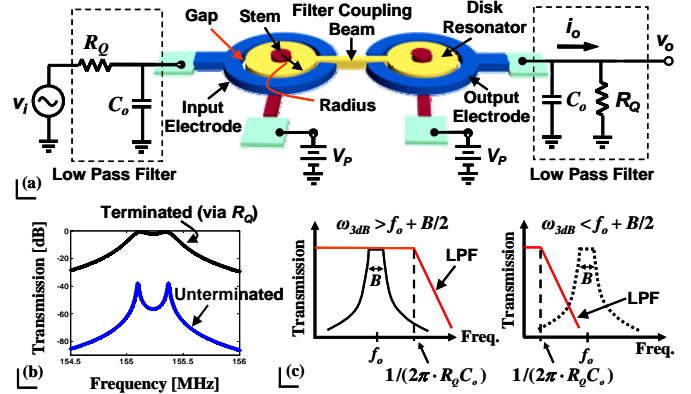 Gap
Stem
Filter Coupling
Beam
Disk
Resonator
R_Q
i_o
v_o
v_i
C_o
Input
Electrode
Radius
Output
Electrode
C_o
R_Q
V_P
V_P
(a)
Low Pass Filter
Low Pass Filter
Transmission [dB]
0
-20
-40
-60
-80
Terminated (via R_Q)
Unterminated
154.5
155
155.5
156
(b)
Frequency [MHz]
ω_3dB > f_o + B/2
Transmission
B
LPF
f_o
Freq.
1/(2π · R_Q C_o)
(c)
ω_3dB < f_o + B/2
Transmission
B
LPF
f_o
Freq.
1/(2π · R_Q C_o)